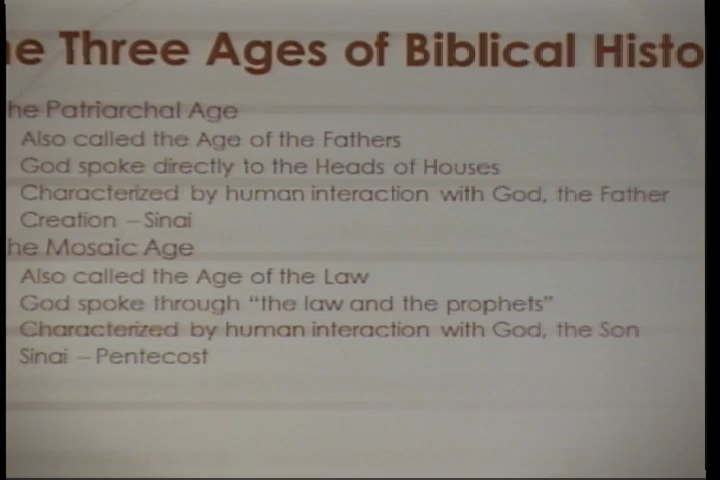 e Three Ages of Biblical Histo
he Patriarchal Age
Also called the Age of the Fathers
God spoke directly to the Heads of Houses
Characterized by human interaction with God, the Father
Creation – Sinai
he Mosaic Age
Also called the Age of the Law
God spoke through “the law and the prophets”
Characterized by human interaction with God, the Son
Sinai – Pentecost